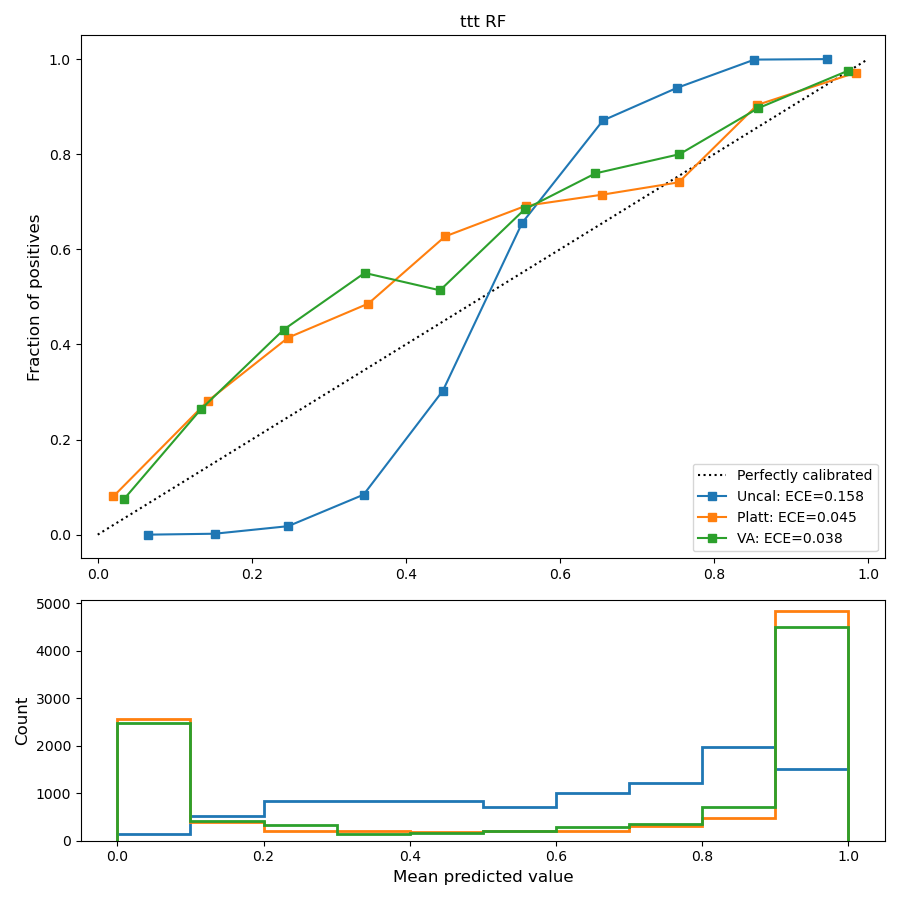 ttt RF
Fraction of positives
1.0
0.8
0.6
0.4
0.2
0.0
Perfectly calibrated
Uncal: ECE=0.158
Platt: ECE=0.045
VA: ECE=0.038
0.0 0.2 0.4 0.6 0.8 1.0
Count
5000
4000
3000
2000
1000
0
0.0 0.2 0.4 0.6 0.8 1.0
Mean predicted value